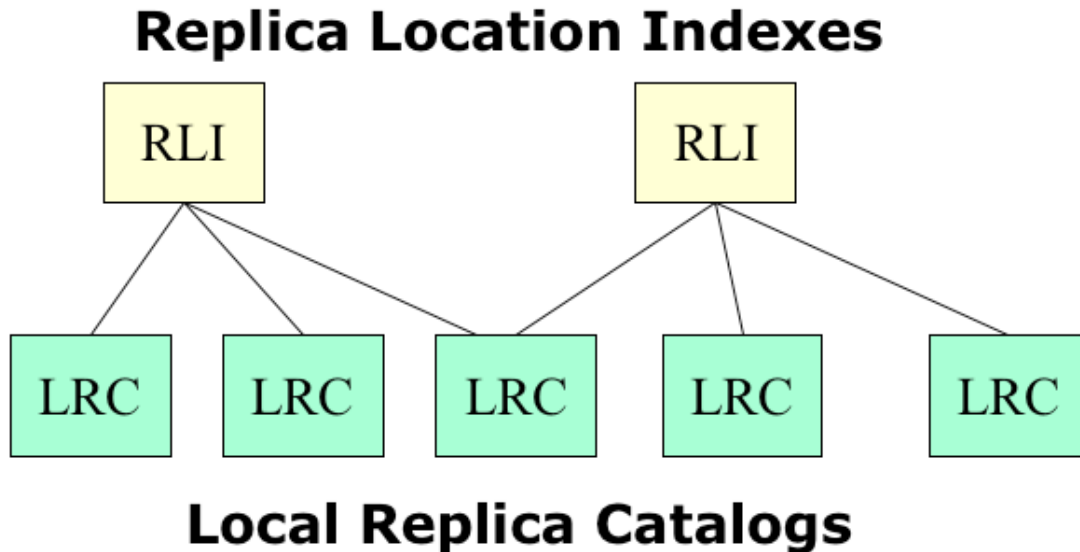 Replica Location Indexes
RLI RLI
LRC LRC LRC LRC LRC
Local Replica Catalogs